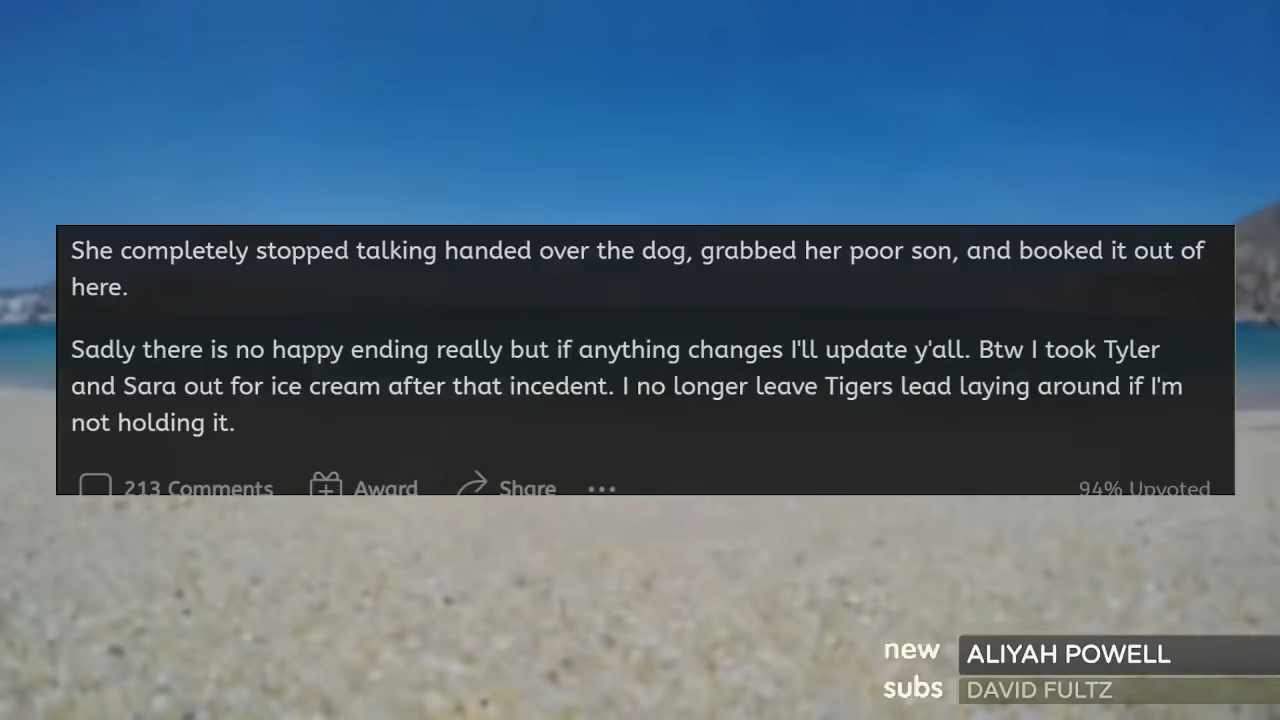 She completely stopped talking handed over the dog, grabbed her poor son, and booked it out of
here.
Sadly there is no happy ending really but if anything changes I'll update y'all. Btw I took Tyler
and Sara out for ice cream after that incedent. I no longer leave Tigers lead laying around if I'm
not holding it.
213 Comments Award Share 94% Upvoted
new ALIYAH POWELL
subs DAVID FULTZ